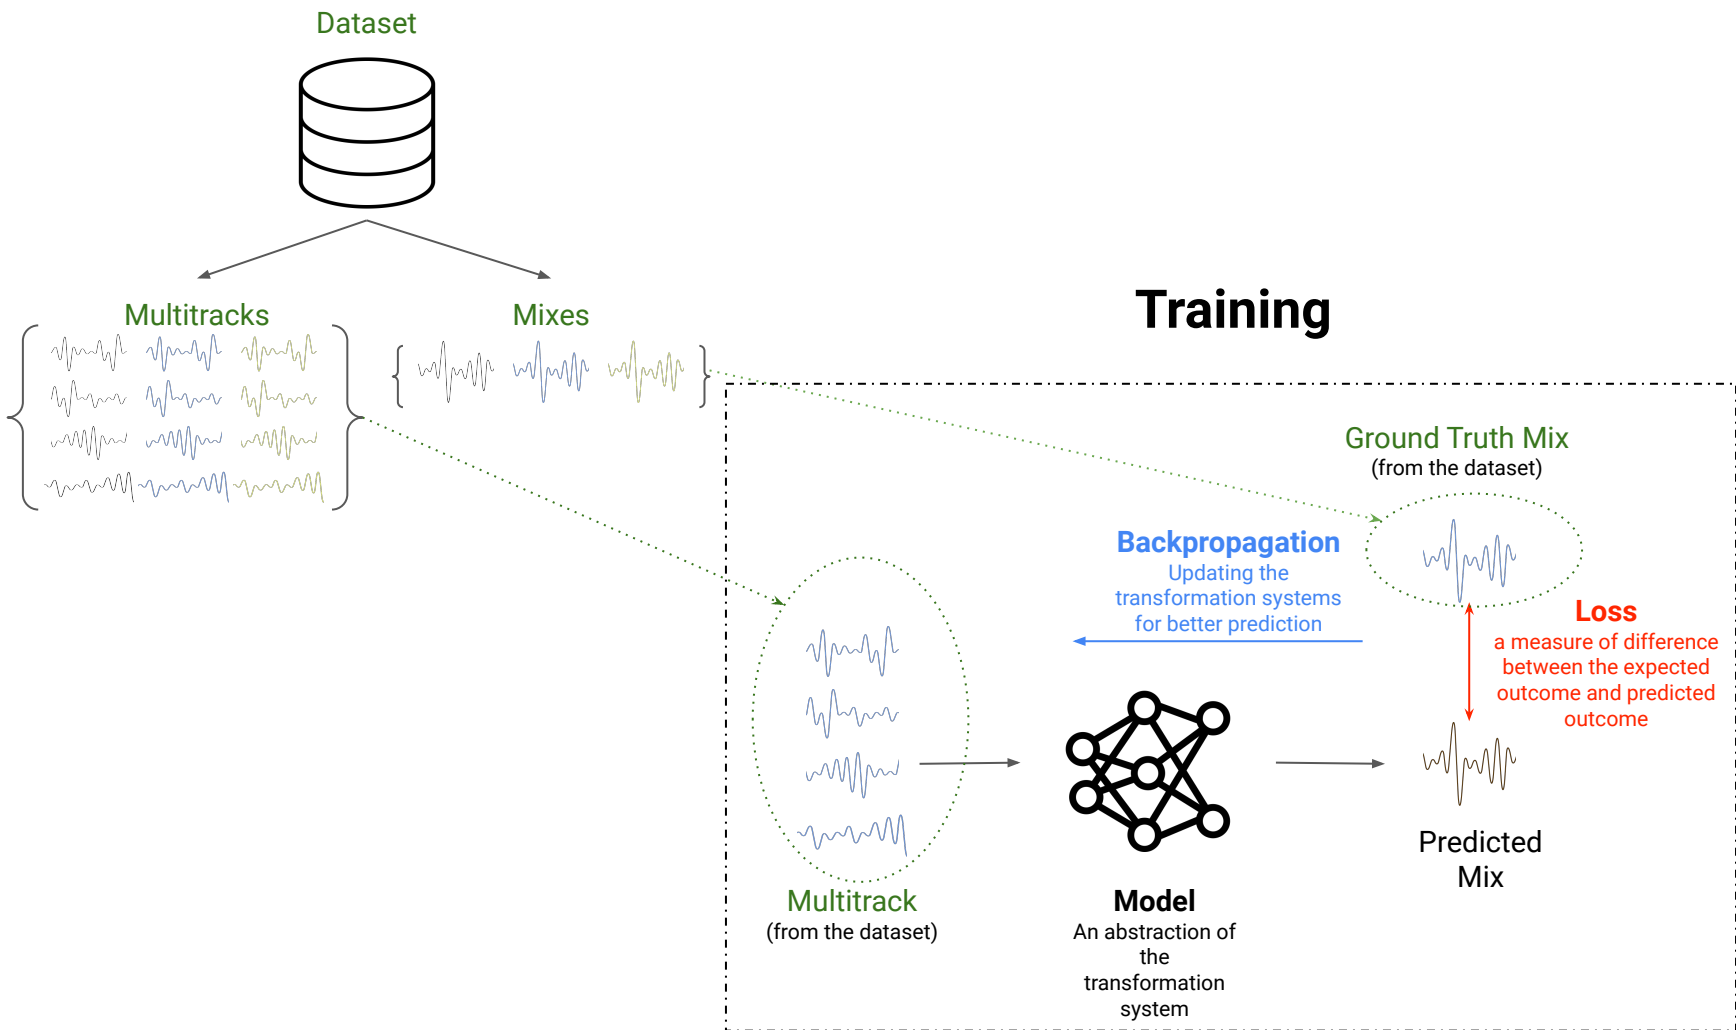 Dataset
Multitracks
Mixes
Training
Ground Truth Mix
(from the dataset)
Backpropagation
Updating the
transformation systems
for better prediction
Loss
a measure of difference
between the expected
outcome and predicted
outcome
Predicted
Mix
Multitrack
(from the dataset)
Model
An abstraction of
the
transformation
system